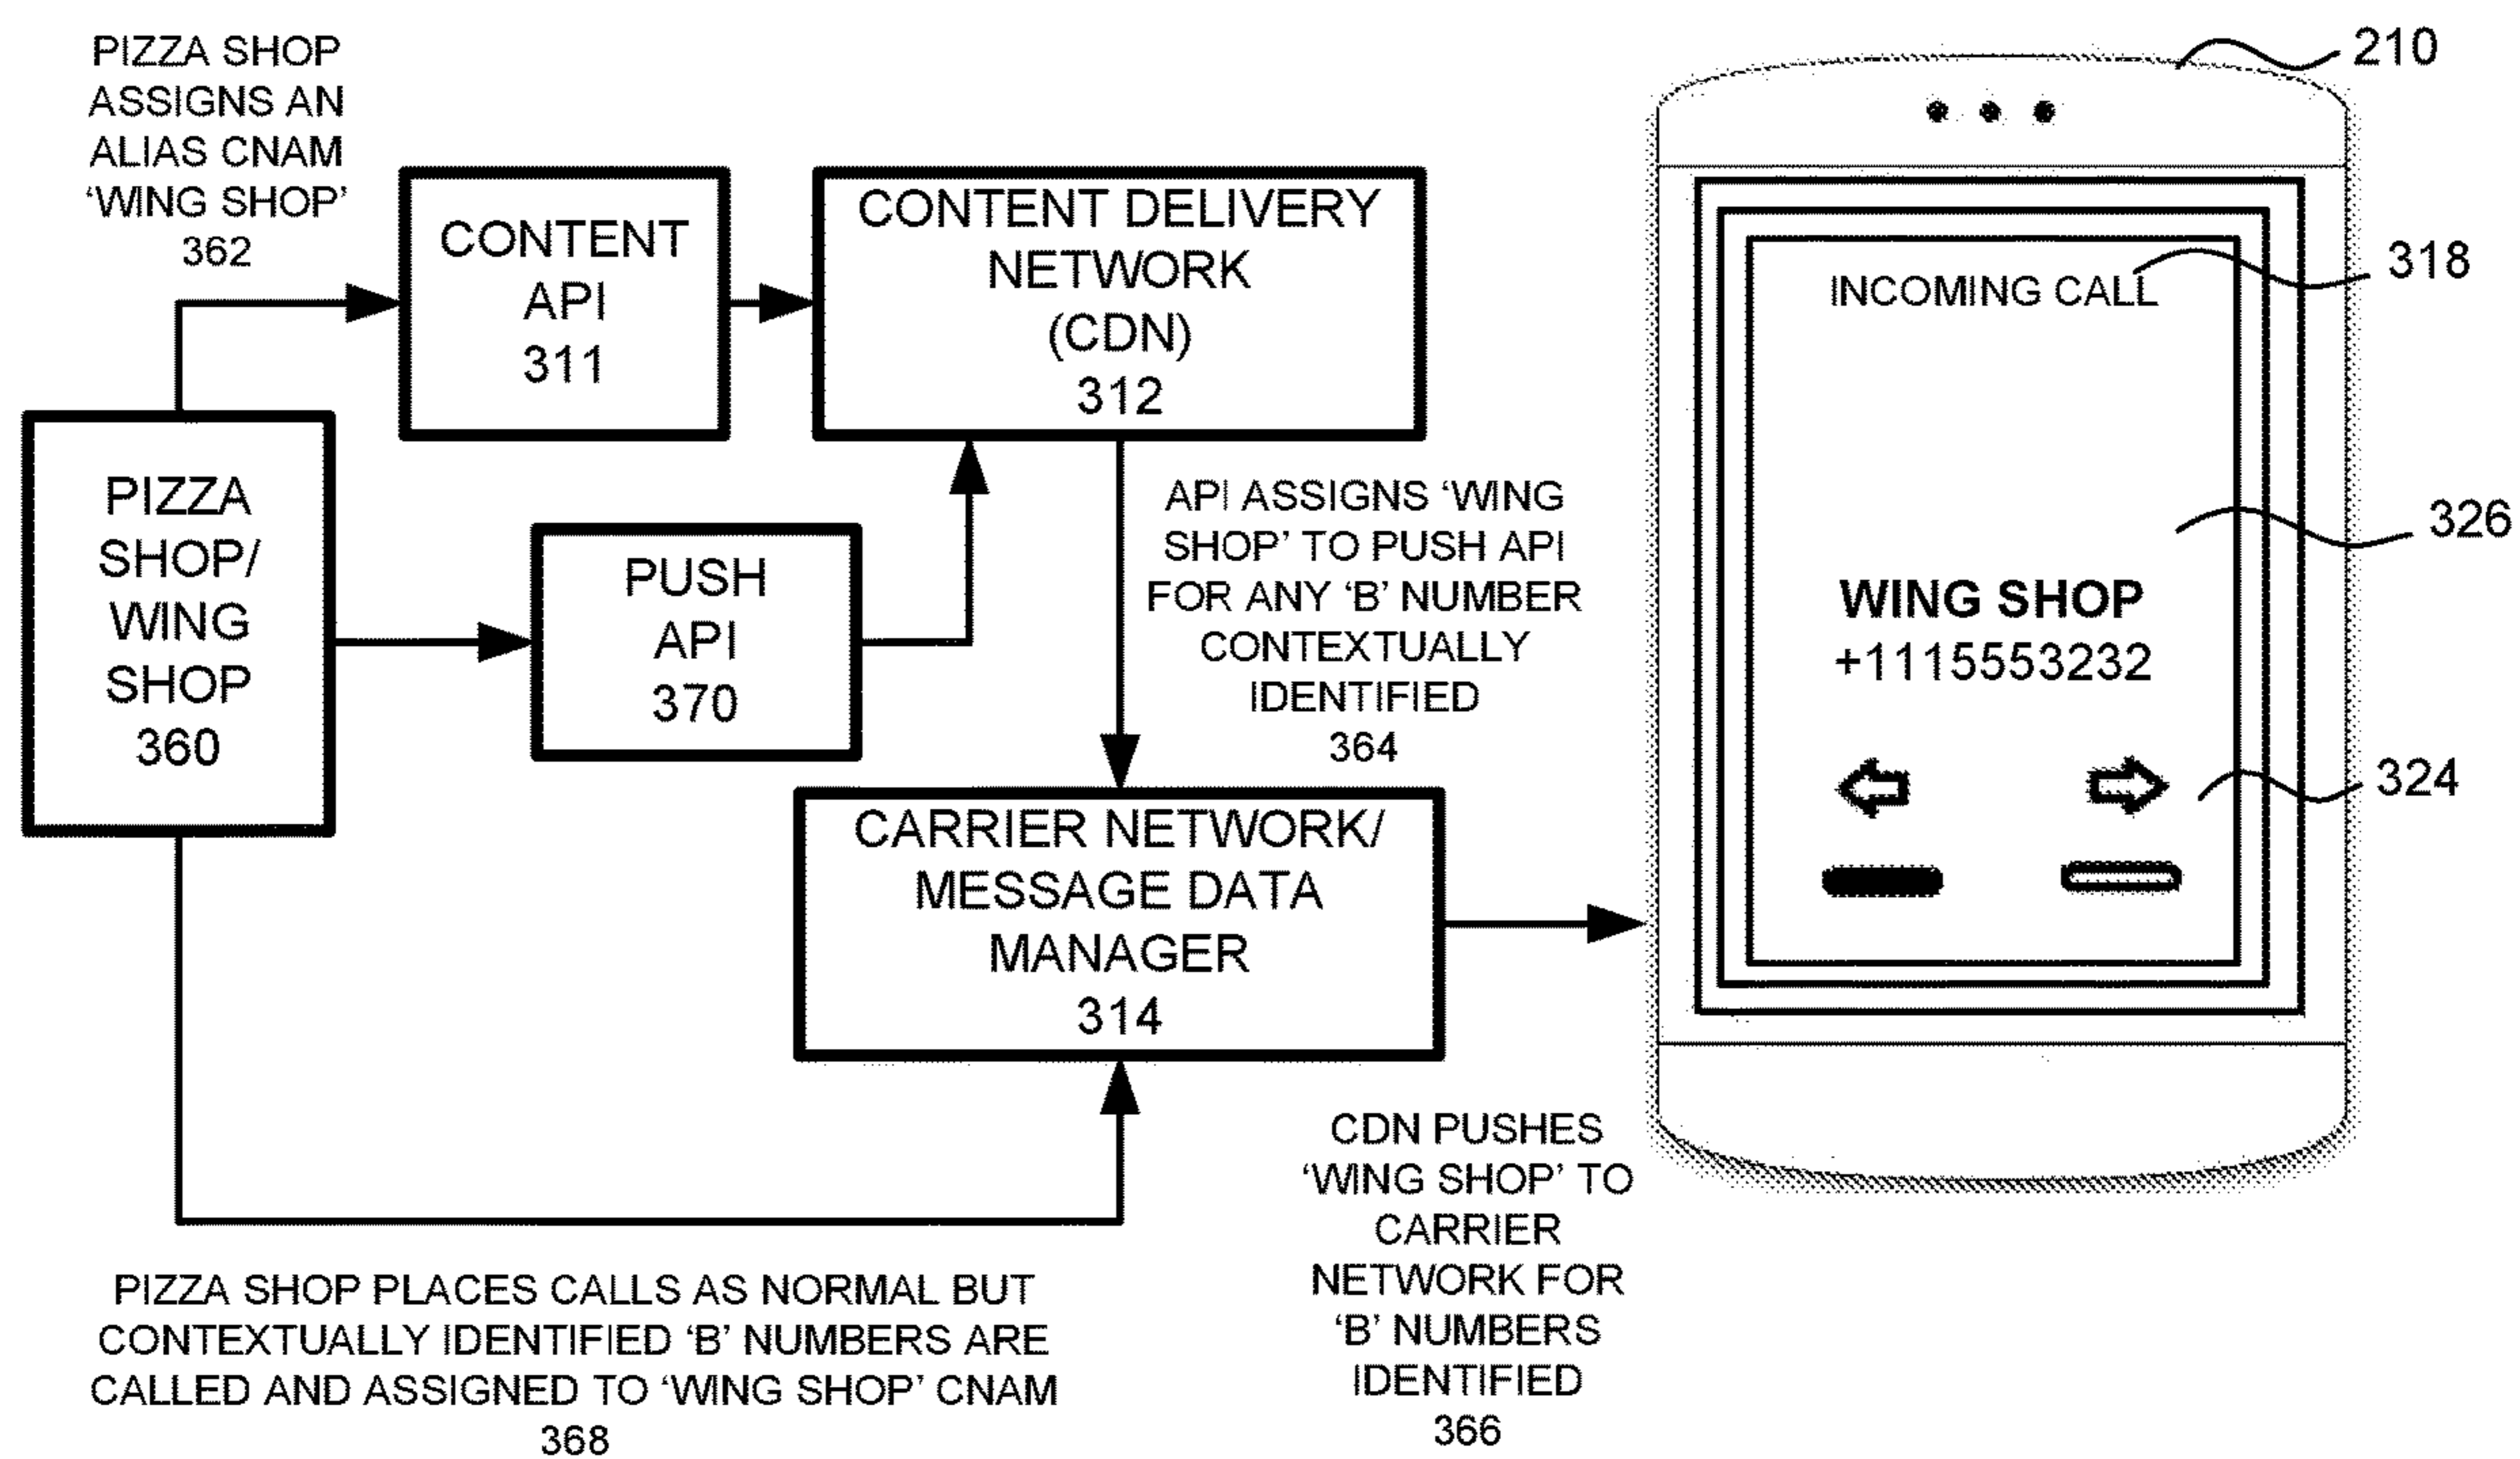 PIZZA SHOP
ASSIGNS AN
ALIAS CNAM
‘WING SHOP’
362
CONTENT
API
311
CONTENT DELIVERY
NETWORK
(CDN)
312
PIZZA
SHOP/
WING
SHOP
360
PUSH
API
370
API ASSIGNS ‘WING
SHOP’ TO PUSH API
FOR ANY ‘B’ NUMBER
CONTEXTUALLY
IDENTIFIED
364
CARRIER NETWORK/
MESSAGE DATA
MANAGER
314
PIZZA SHOP PLACES CALLS AS NORMAL BUT
CONTEXTUALLY IDENTIFIED ‘B’ NUMBERS ARE
CALLED AND ASSIGNED TO ‘WING SHOP’ CNAM
368
CDN PUSHES
‘WING SHOP’ TO
CARRIER
NETWORK FOR
‘B’ NUMBERS
IDENTIFIED
366
210
INCOMING CALL
318
326
WING SHOP
+1115553232
324